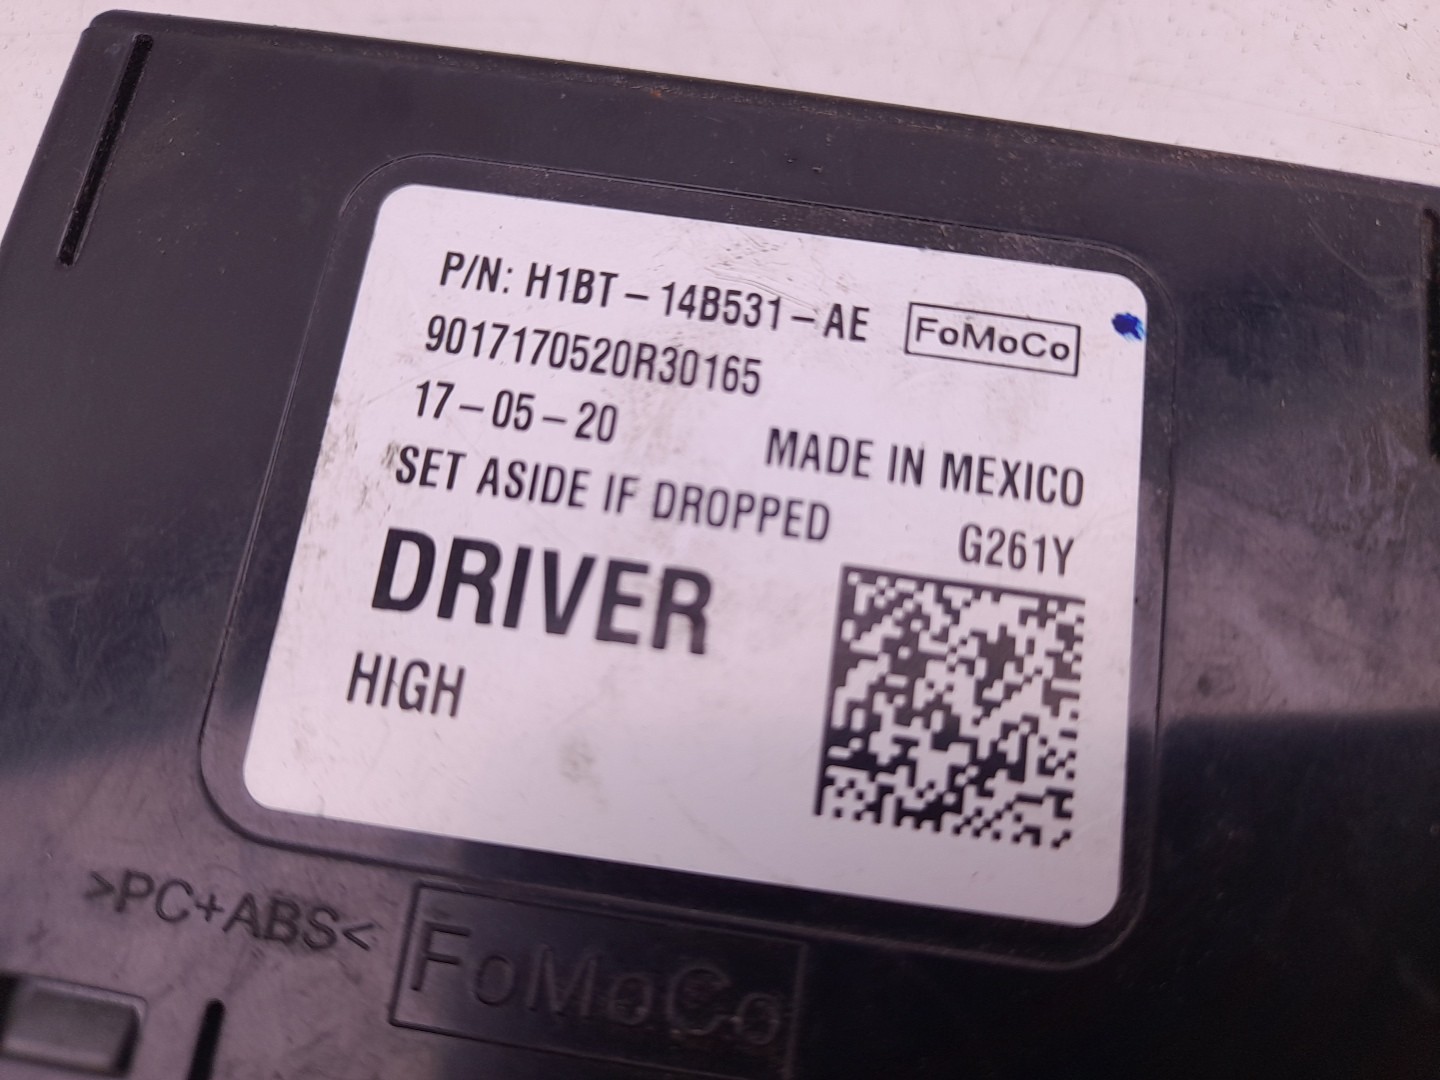 P/N: H1BT-14B531-AE FoMoCo
9017170520R30165
17-05-20
MADE IN MEXICO
SET ASIDE IF DROPPED
G261Y
DRIVER
HIGH
>PC+ABS<
FoMoCo